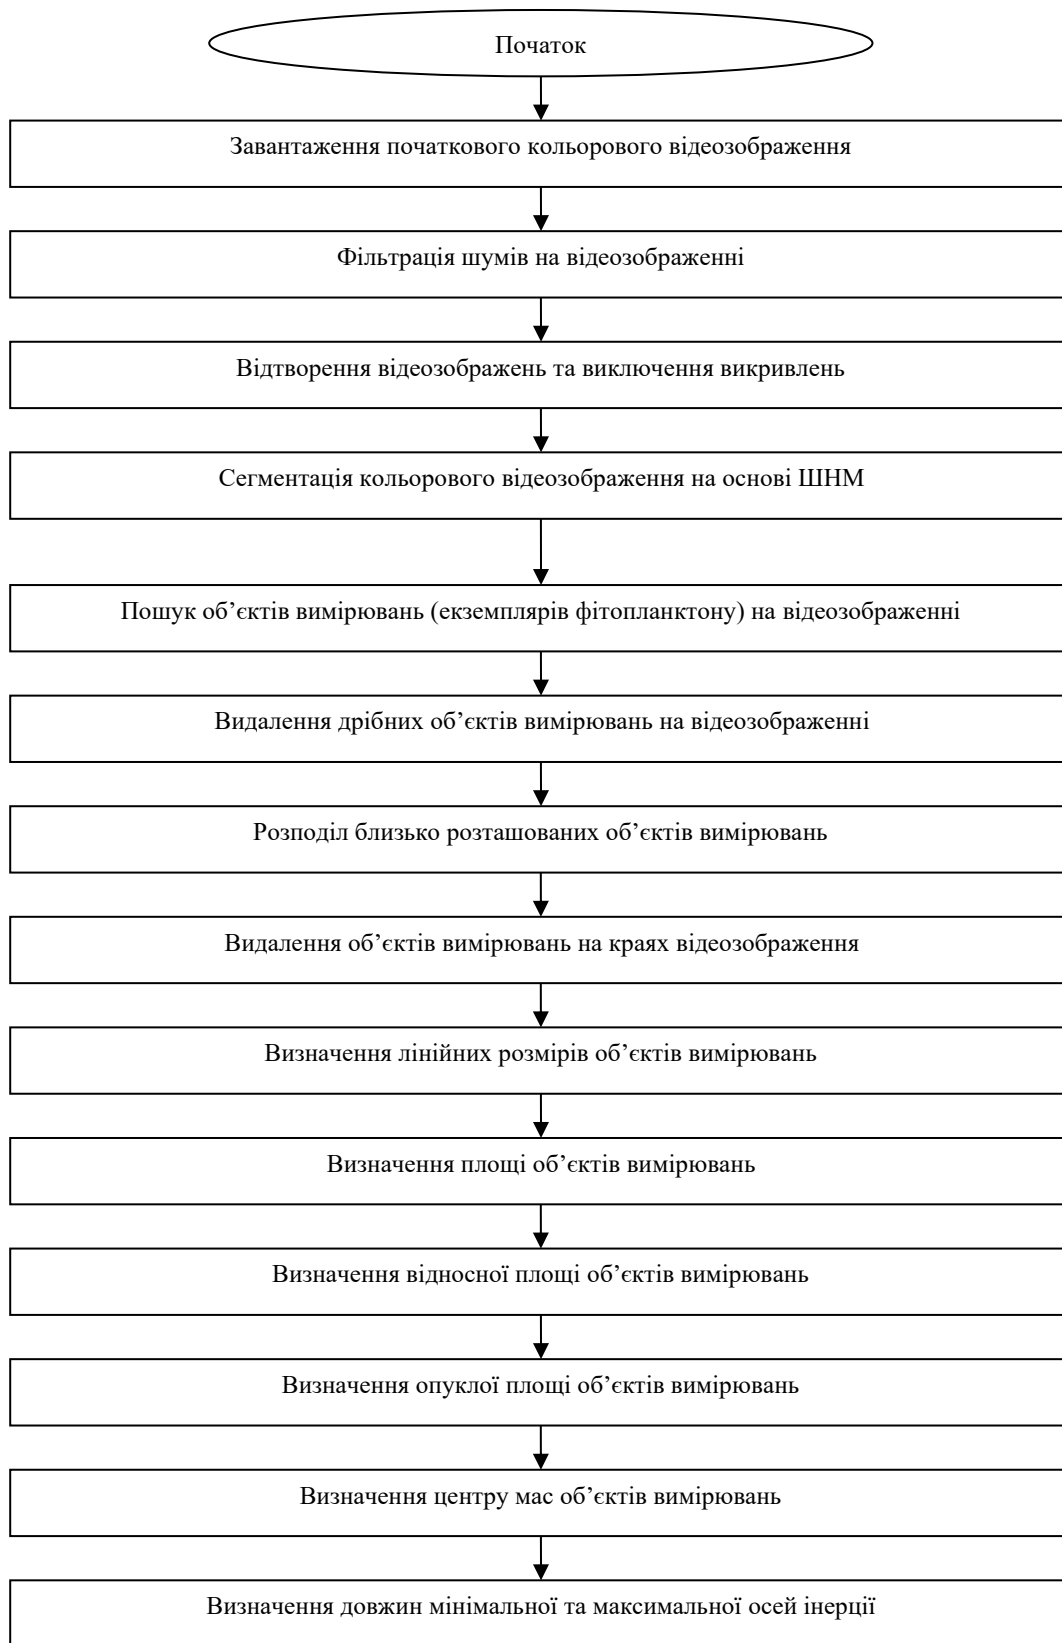 Початок
Завантаження початкового кольорового відеозображення
Фільтрація шумів на відеозображенні
Відтворення відеозображень та виключення викривлень
Сегментація кольорового відеозображення на основі ШНМ
Пошук об’єктів вимірювань (екземплярів фітопланктону) на відеозображенні
Видалення дрібних об’єктів вимірювань на відеозображенні
Розподіл близько розташованих об’єктів вимірювань
Видалення об’єктів вимірювань на краях відеозображення
Визначення лінійних розмірів об’єктів вимірювань
Визначення площі об’єктів вимірювань
Визначення відносної площі об’єктів вимірювань
Визначення опуклої площі об’єктів вимірювань
Визначення центру мас об’єктів вимірювань
Визначення довжин мінімальної та максимальної осей інерції